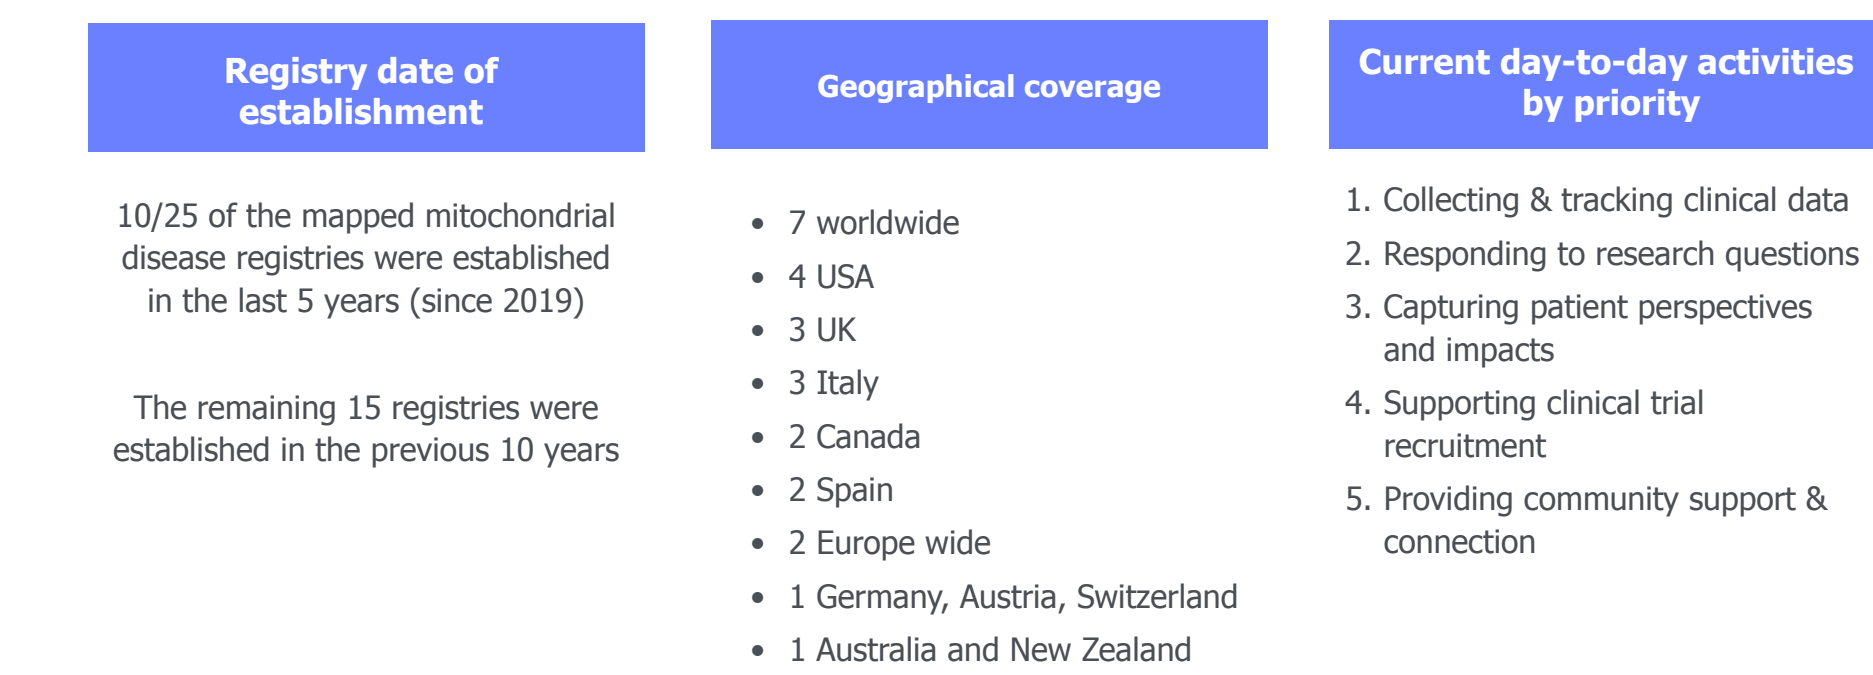 Registry date of
establishment
10/25 of the mapped mitochondrial
disease registries were established
in the last 5 years (since 2019)
The remaining 15 registries were
established in the previous 10 years
Geographical coverage
• 7 worldwide
• 4 USA
• 3 UK
• 3 Italy
• 2 Canada
• 2 Spain
• 2 Europe wide
• 1 Germany, Austria, Switzerland
• 1 Australia and New Zealand
Current day-to-day activities
by priority
1. Collecting & tracking clinical data
2. Responding to research questions
3. Capturing patient perspectives
and impacts
4. Supporting clinical trial
recruitment
5. Providing community support &
connection